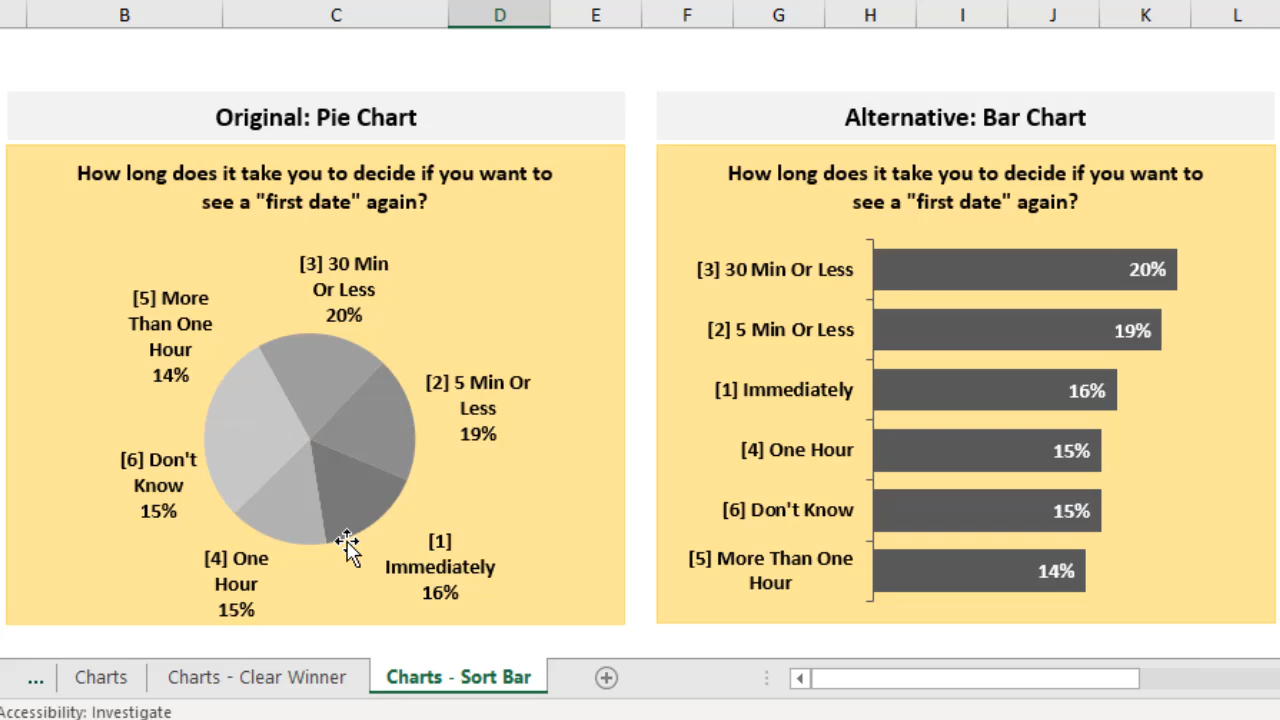 B C D E F G H I J K L
Original: Pie Chart
How long does it take you to decide if you want to
see a "first date" again?
[3] 30 Min
Or Less
20%
[5] More
Than One
Hour
14%
[2] 5 Min Or
Less
19%
[6] Don't
Know
15%
[1]
Immediately
16%
[4] One
Hour
15%
Alternative: Bar Chart
How long does it take you to decide if you want to
see a "first date" again?
[3] 30 Min Or Less 20%
[2] 5 Min Or Less 19%
[1] Immediately 16%
[4] One Hour 15%
[6] Don't Know 15%
[5] More Than One
Hour 14%
... Charts Charts - Clear Winner Charts - Sort Bar
Accessibility: Investigate